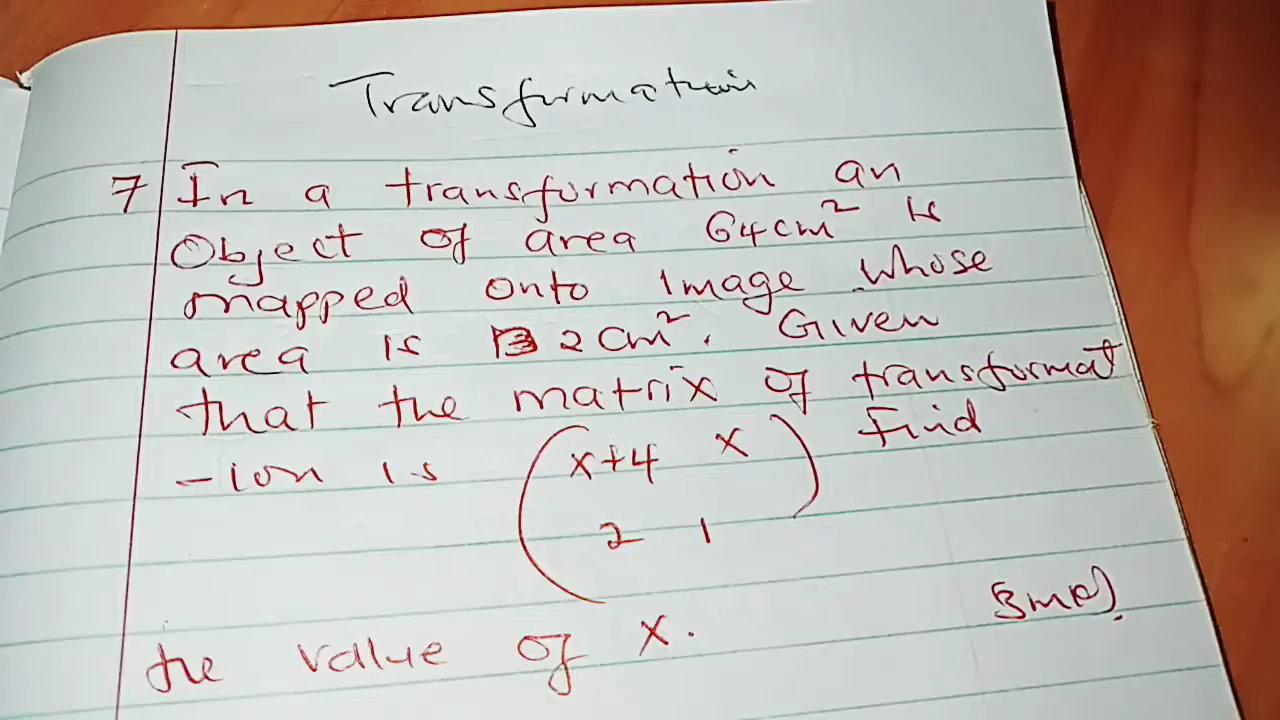 Transformation
7 In a transformation an
Object of area 64cm² is
mapped onto image whose
area is 32cm². Given
that the matrix of transformat
-ion is (x+4 x) Find
2 1
the value of x.
3mks